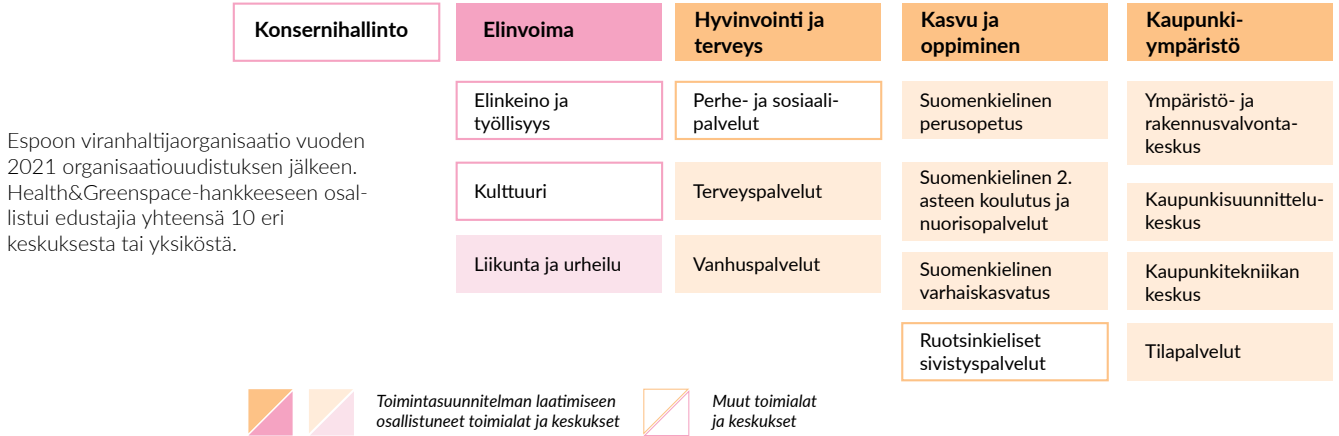 Konsernihallinto
Elinvoima
Hyvinvointi ja
terveys
Kasvu ja
oppiminen
Kaupunki-
ympäristö
Espoon viranhaltijaorganisaatio vuoden
2021 organisaatiouudistuksen jälkeen.
Health&Greenspace-hankkeeseen osal-
listui edustajia yhteensä 10 eri
keskuksesta tai yksiköstä.
Elinkeino ja
työllisyys
Kulttuuri
Liikunta ja urheilu
Perhe- ja sosiaali-
palvelut
Terveyspalvelut
Vanhuspalvelut
Suomenkielinen
perusopetus
Suomenkielinen 2.
asteen koulutus ja
nuorisopalvelut
Suomenkielinen
varhaiskasvatus
Ruotsinkieliset
sivistyspalvelut
Ympäristö- ja
rakennusvalvonta-
keskus
Kaupunkisuunnittelu-
keskus
Kaupunkitekniikan
keskus
Tilapalvelut
Toimintasuunnitelman laatimiseen
osallistuneet toimialat ja keskukset
Muut toimialat
ja keskukset